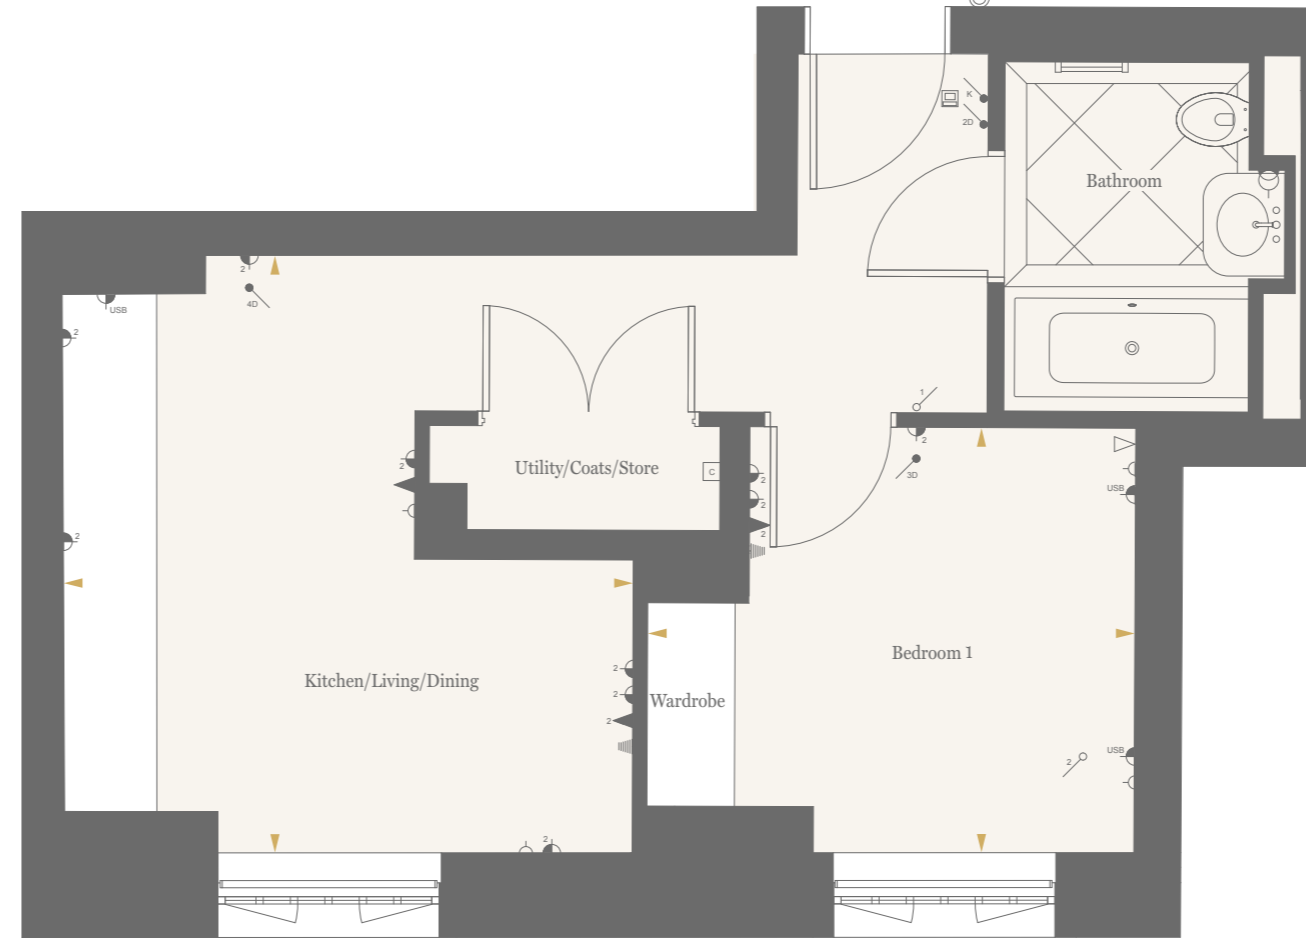 K
2D
Bathroom
2
4D
USB
2
1
2
3D
Utility/Coats/Store
C
2
2
2
2
USB
2
Bedroom 1
Kitchen/Living/Dining
Wardrobe
2
2
2
USB
2
2